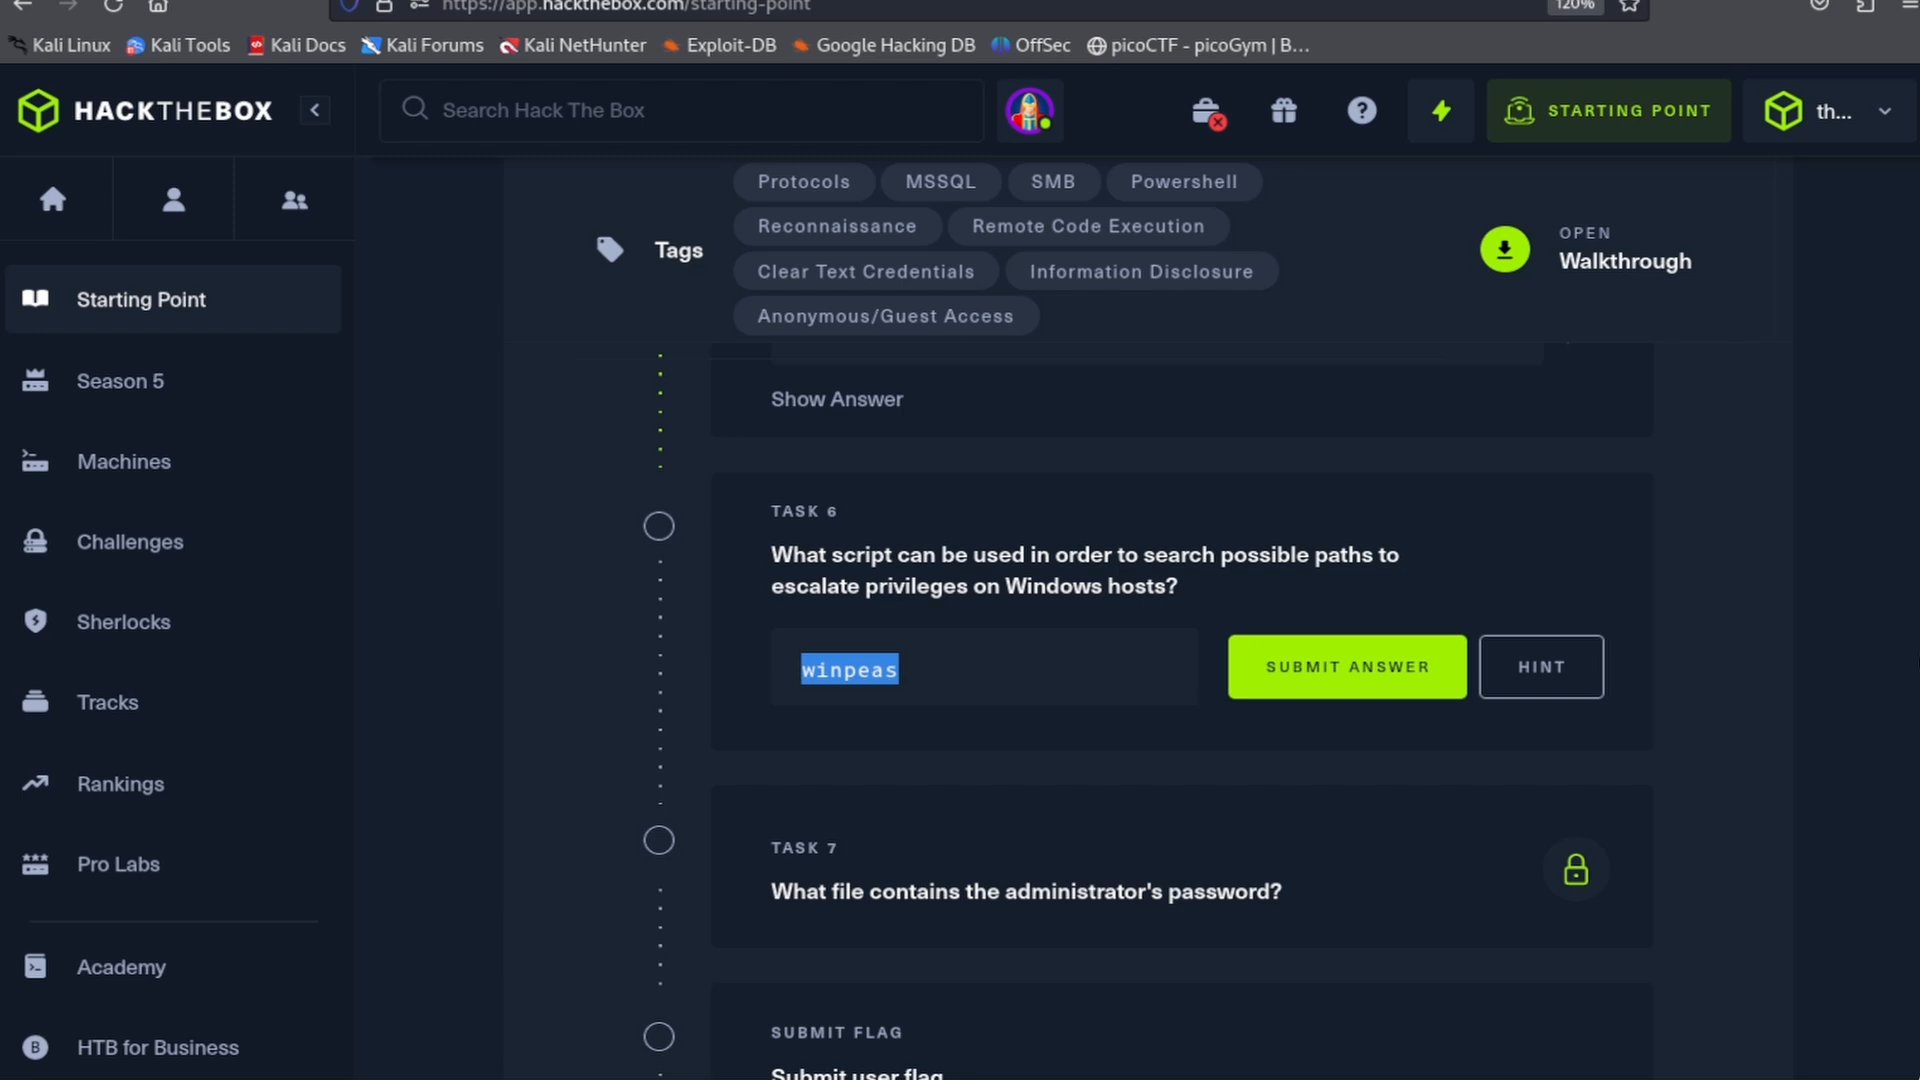 https://app.hackthebox.com/starting-point
120%
Kali Linux
Kali Tools
Kali Docs
Kali Forums
Kali NetHunter
Exploit-DB
Google Hacking DB
OffSec
picoCTF - picoGym | B...
HACKTHEBOX
Search Hack The Box
STARTING POINT
th...
Starting Point
Season 5
Machines
Challenges
Sherlocks
Tracks
Rankings
Pro Labs
Academy
HTB for Business
Tags
Protocols
MSSQL
SMB
Powershell
Reconnaissance
Remote Code Execution
Clear Text Credentials
Information Disclosure
Anonymous/Guest Access
OPEN
Walkthrough
Show Answer
TASK 6
What script can be used in order to search possible paths to
escalate privileges on Windows hosts?
winpeas
SUBMIT ANSWER
HINT
TASK 7
What file contains the administrator's password?
SUBMIT FLAG
Submit user flag